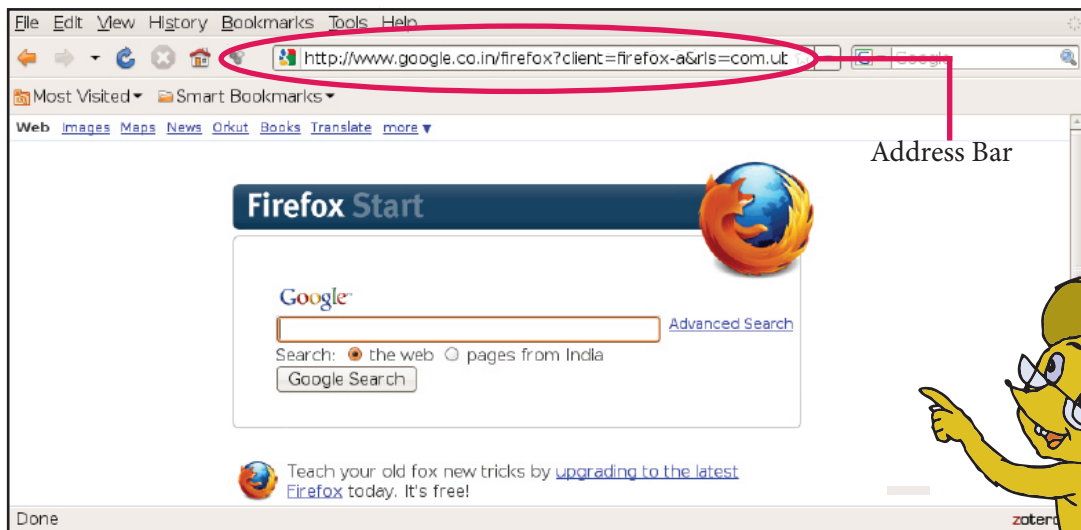 File Edit View History Bookmarks Tools Help
http://www.google.co.in/firefox?client=firefox-a&rls=com.ub Google
Most Visited Smart Bookmarks
Web Images Maps News Orkut Books Translate more
Address Bar
Firefox Start
Google
Advanced Search
Search: the web pages from India
Google Search
Teach your old fox new tricks by upgrading to the latest
Firefox today. It's free!
Done zotero